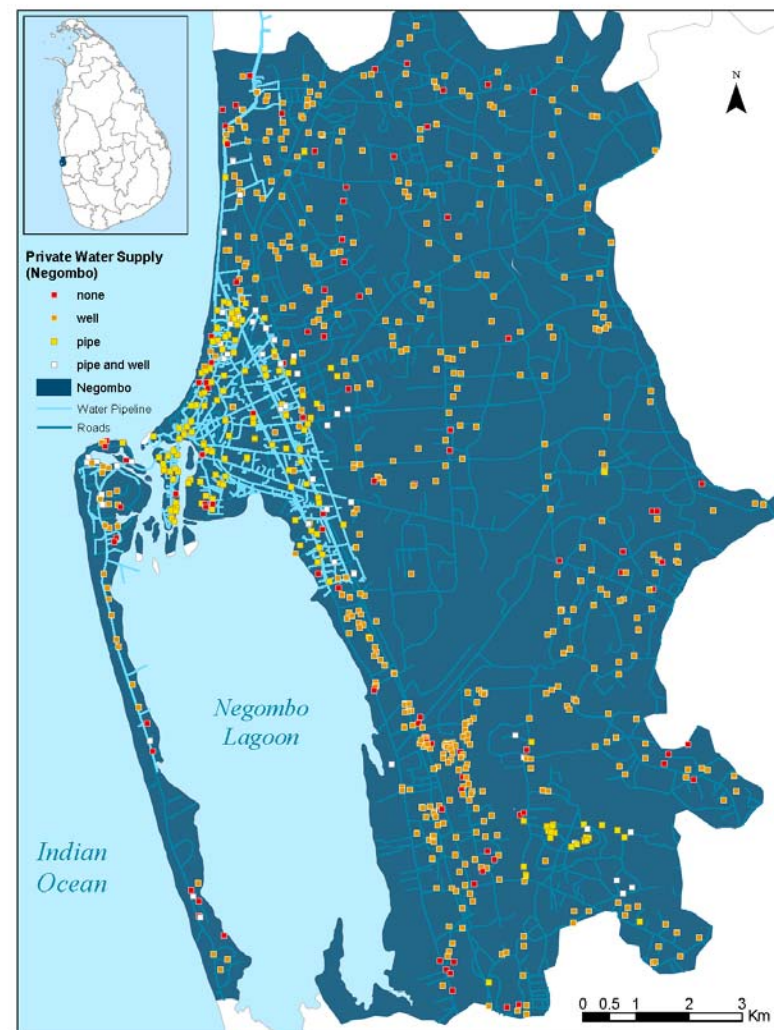 N
Private Water Supply
(Negombo)
none
well
pipe
pipe and well
Negombo
Water Pipeline
Roads
Negombo
Lagoon
Indian
Ocean
0 0.5 1 2 3
Km